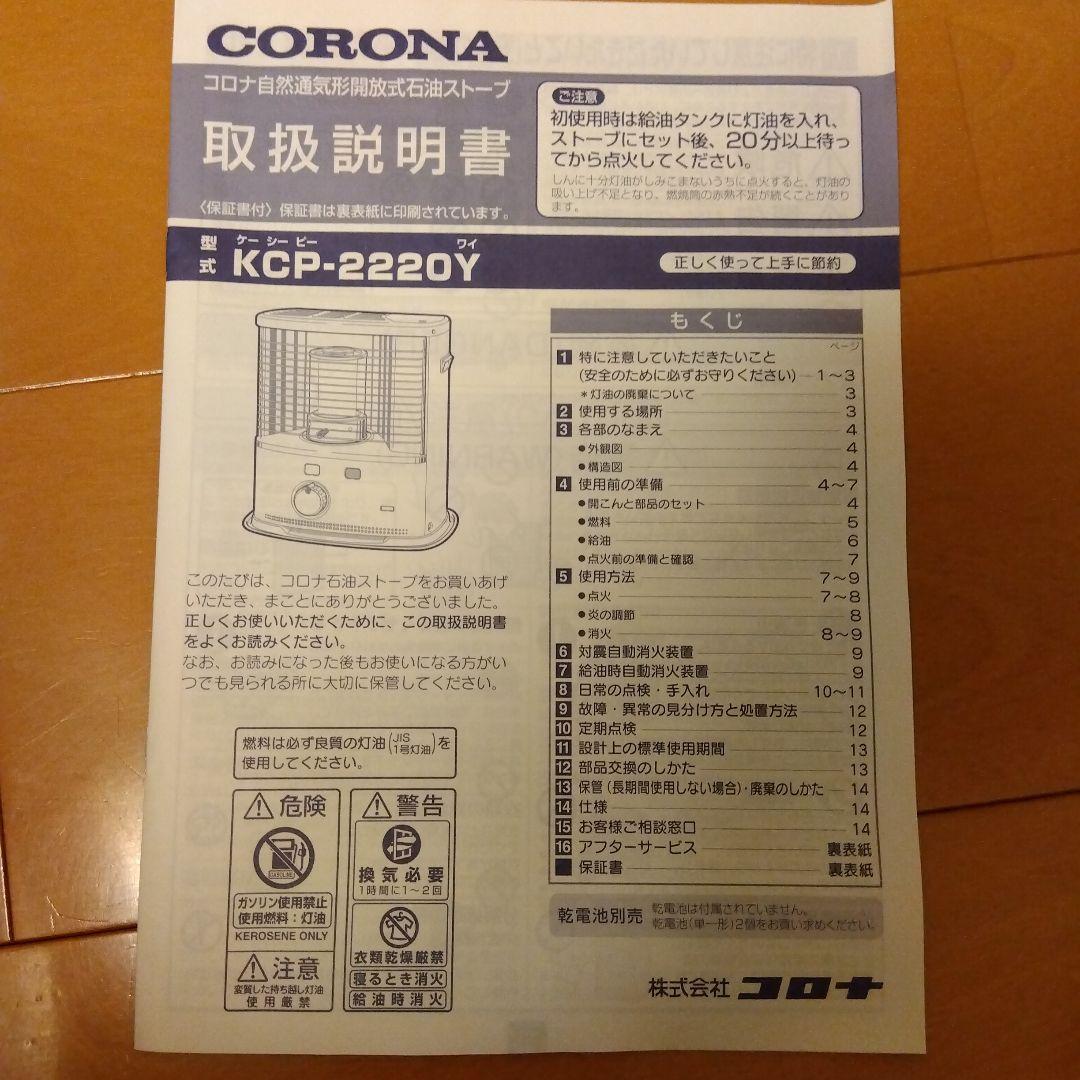 CORONA
コロナ自然通気形開放式石油ストーブ
取扱説明書
〈保証書付〉保証書は裏表紙に印刷されています。
ご注意
初使用時は給油タンクに灯油を入れ、
ストーブにセット後、20分以上待っ
てから点火してください。
しんに十分灯油がしみこまないうちに点火すると、灯油の
吸い上げ不足となり、燃焼筒の赤熱不足が続くことがあり
ます。
型式 ケーシーピー ワイ
KCP-2220Y
正しく使って上手に節約
このたびは、コロナ石油ストーブをお買いあげ
いただき、まことにありがとうございました。
正しくお使いいただくために、この取扱説明書
をよくお読みください。
なお、お読みになった後もお使いになる方がい
つでも見られる所に大切に保管してください。
燃料は必ず良質の灯油(JIS 1号灯油)を
使用してください。
危険
GASOLINE
ガソリン使用禁止
使用燃料：灯油
KEROSENE ONLY
注意
変質した持ち越し灯油
使用厳禁
警告
換気必要
1時間に1～2回
衣類乾燥厳禁
寝るとき消火
給油時消火
もくじ
ページ
1 特に注意していただきたいこと
(安全のために必ずお守りください) 1～3
＊灯油の廃棄について 3
2 使用する場所 3
3 各部のなまえ 4
●外観図 4
●構造図 4
4 使用前の準備 4～7
●開こんと部品のセット 4
●燃料 5
●給油 6
●点火前の準備と確認 7
5 使用方法 7～9
●点火 7～8
●炎の調節 8
●消火 8～9
6 対震自動消火装置 9
7 給油時自動消火装置 9
8 日常の点検・手入れ 10～11
9 故障・異常の見分け方と処置方法 12
10 定期点検 12
11 設計上の標準使用期間 13
12 部品交換のしかた 13
13 保管(長期間使用しない場合)・廃棄のしかた 14
14 仕様 14
15 お客様ご相談窓口 14
16 アフターサービス 裏表紙
■ 保証書 裏表紙
乾電池別売
乾電池は付属されていません。
乾電池(単一形)2個をお買い求めください。
株式会社 コロナ